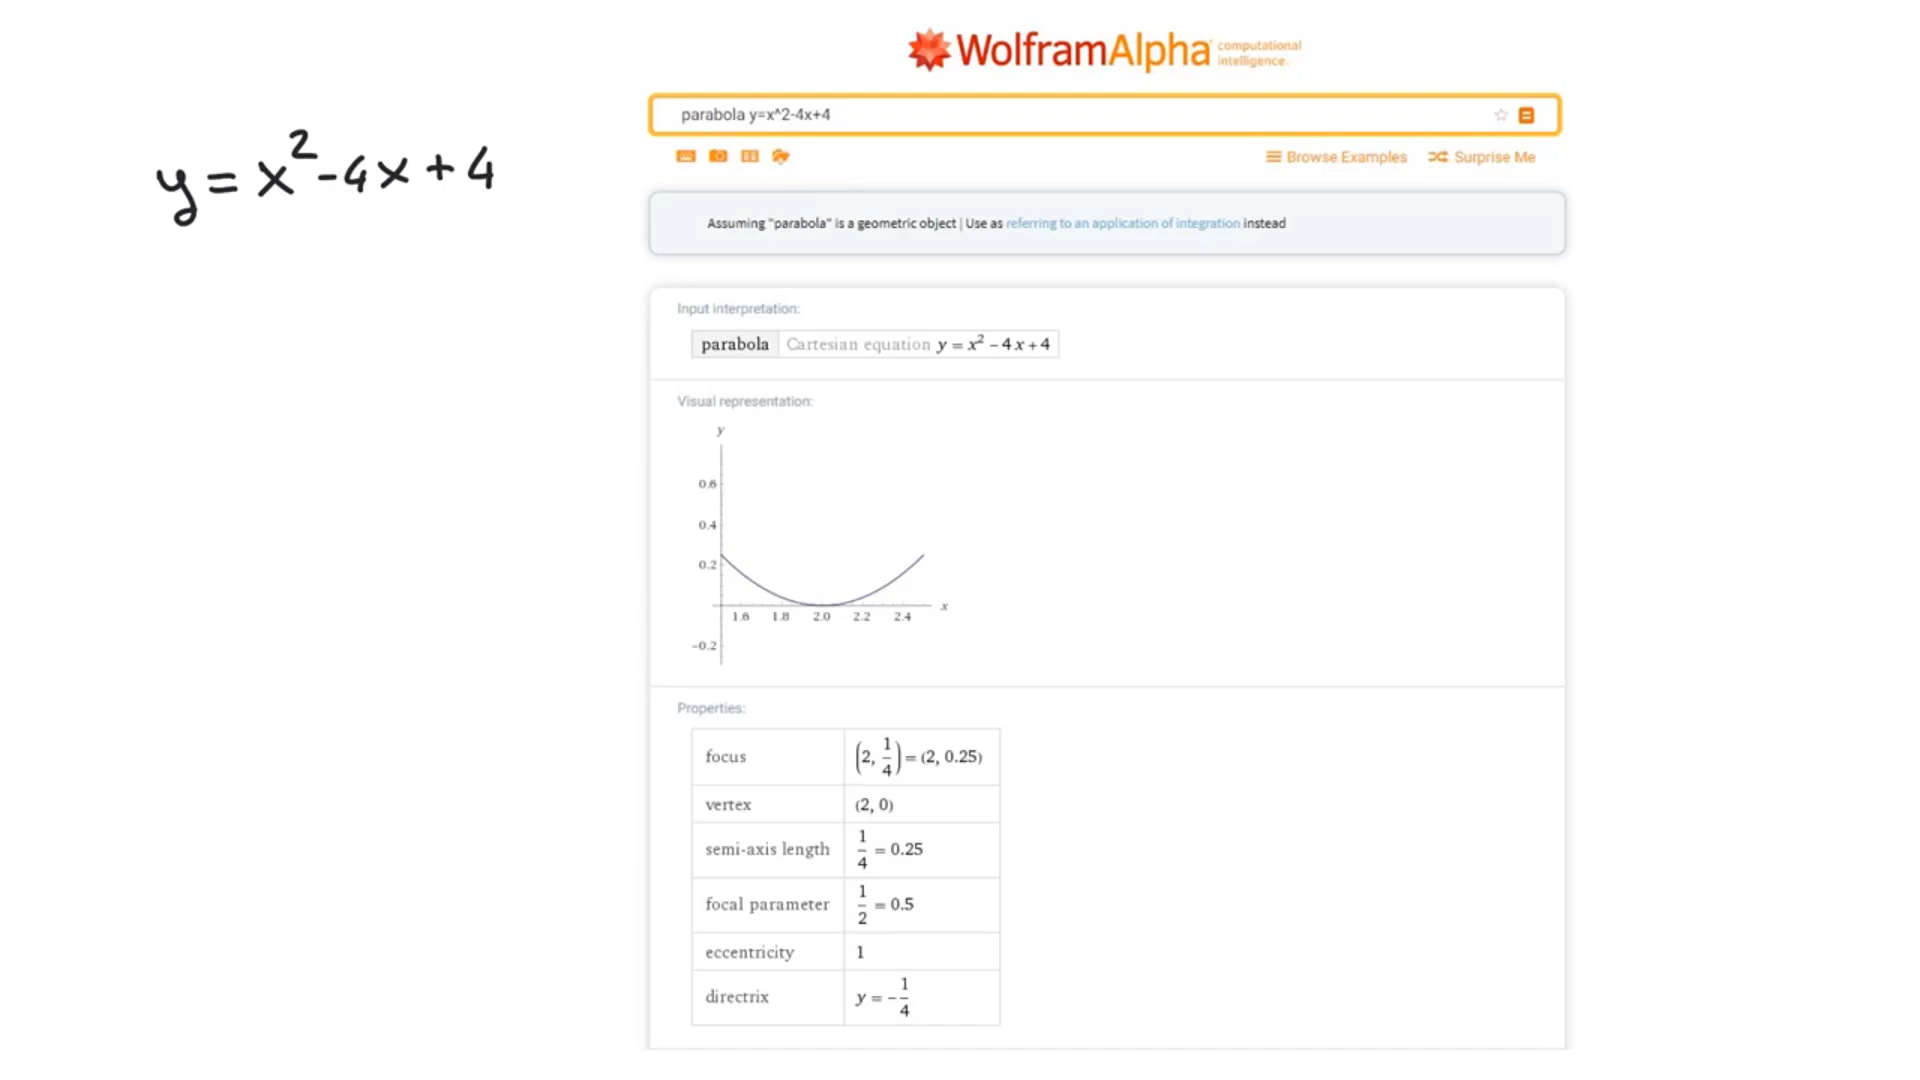 WolframAlpha computational intelligence.
parabola y=x^2-4x+4
y = x² - 4x + 4
Browse Examples Surprise Me
Assuming "parabola" is a geometric object | Use as referring to an application of integration instead
Input interpretation:
parabola Cartesian equation y = x² − 4 x + 4
Visual representation:
y
0.6
0.4
0.2
x
1.6 1.8 2.0 2.2 2.4
−0.2
Properties:
focus (2, 1/4) = (2, 0.25)
vertex (2, 0)
semi-axis length 1/4 = 0.25
focal parameter 1/2 = 0.5
eccentricity 1
directrix y = −1/4